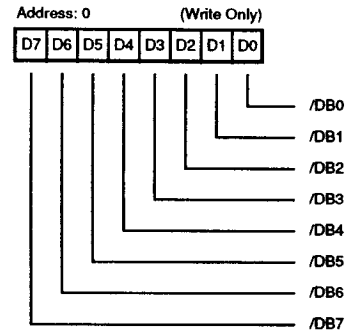 Address: 0 (Write Only)
D7 D6 D5 D4 D3 D2 D1 D0
/DB0
/DB1
/DB2
/DB3
/DB4
/DB5
/DB6
/DB7